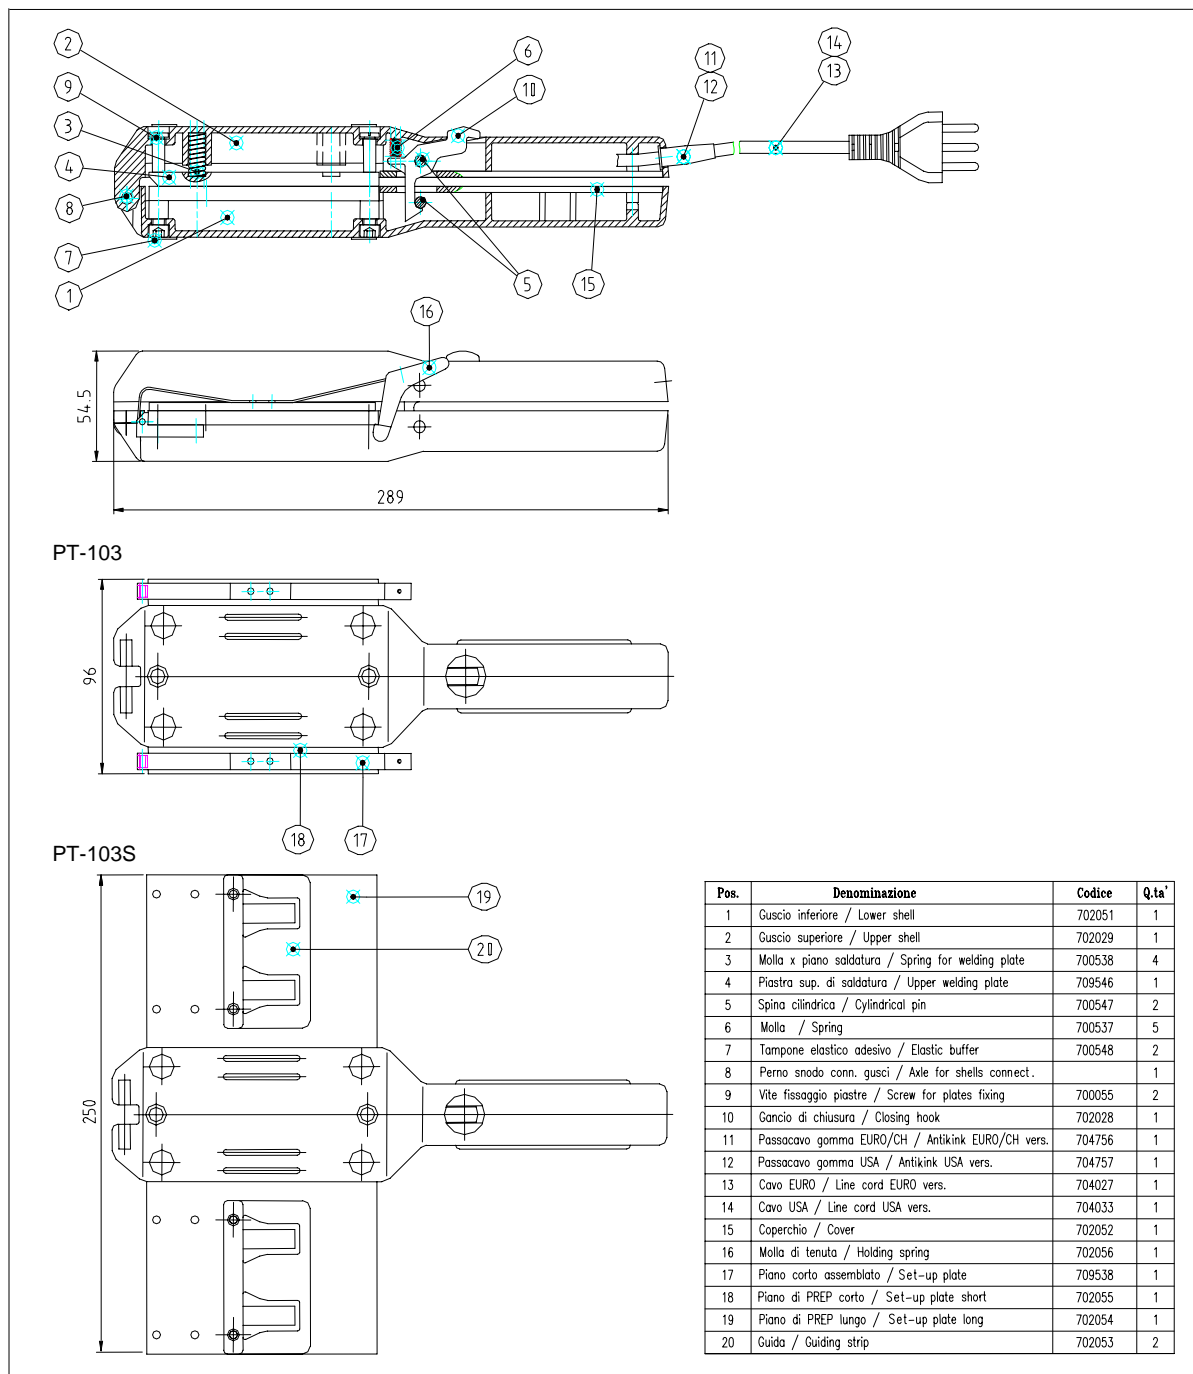 2
9
3
4
8
7
1
6
10
11
12
14
13
5
15
16
54.5
289
PT-103
96
18
17
PT-103S
19
20
250
Pos. Denominazione Codice Q.ta'
1 Guscio inferiore / Lower shell 702051 1
2 Guscio superiore / Upper shell 702029 1
3 Molla x piano saldatura / Spring for welding plate 700538 4
4 Piastra sup. di saldatura / Upper welding plate 709546 1
5 Spina cilindrica / Cylindrical pin 700547 2
6 Molla / Spring 700537 5
7 Tampone elastico adesivo / Elastic buffer 700548 2
8 Perno snodo conn. gusci / Axle for shells connect. 1
9 Vite fissaggio piastre / Screw for plates fixing 700055 2
10 Gancio di chiusura / Closing hook 702028 1
11 Passacavo gomma EURO/CH / Antikink EURO/CH vers. 704756 1
12 Passacavo gomma USA / Antikink USA vers. 704757 1
13 Cavo EURO / Line cord EURO vers. 704027 1
14 Cavo USA / Line cord USA vers. 704033 1
15 Coperchio / Cover 702052 1
16 Molla di tenuta / Holding spring 702056 1
17 Piano corto assemblato / Set-up plate 709538 1
18 Piano di PREP corto / Set-up plate short 702055 1
19 Piano di PREP lungo / Set-up plate long 702054 1
20 Guida / Guiding strip 702053 2